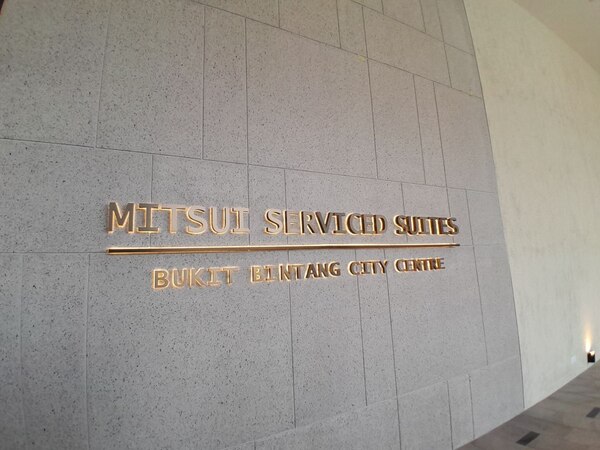 MITSUI SERVICED SUITES
BUKIT BINTANG CITY CENTRE